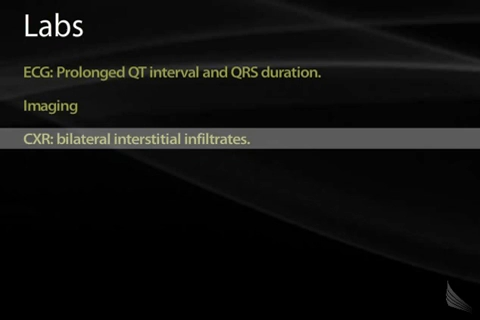 Labs
ECG: Prolonged QT interval and QRS duration.
Imaging
CXR: bilateral interstitial infiltrates.